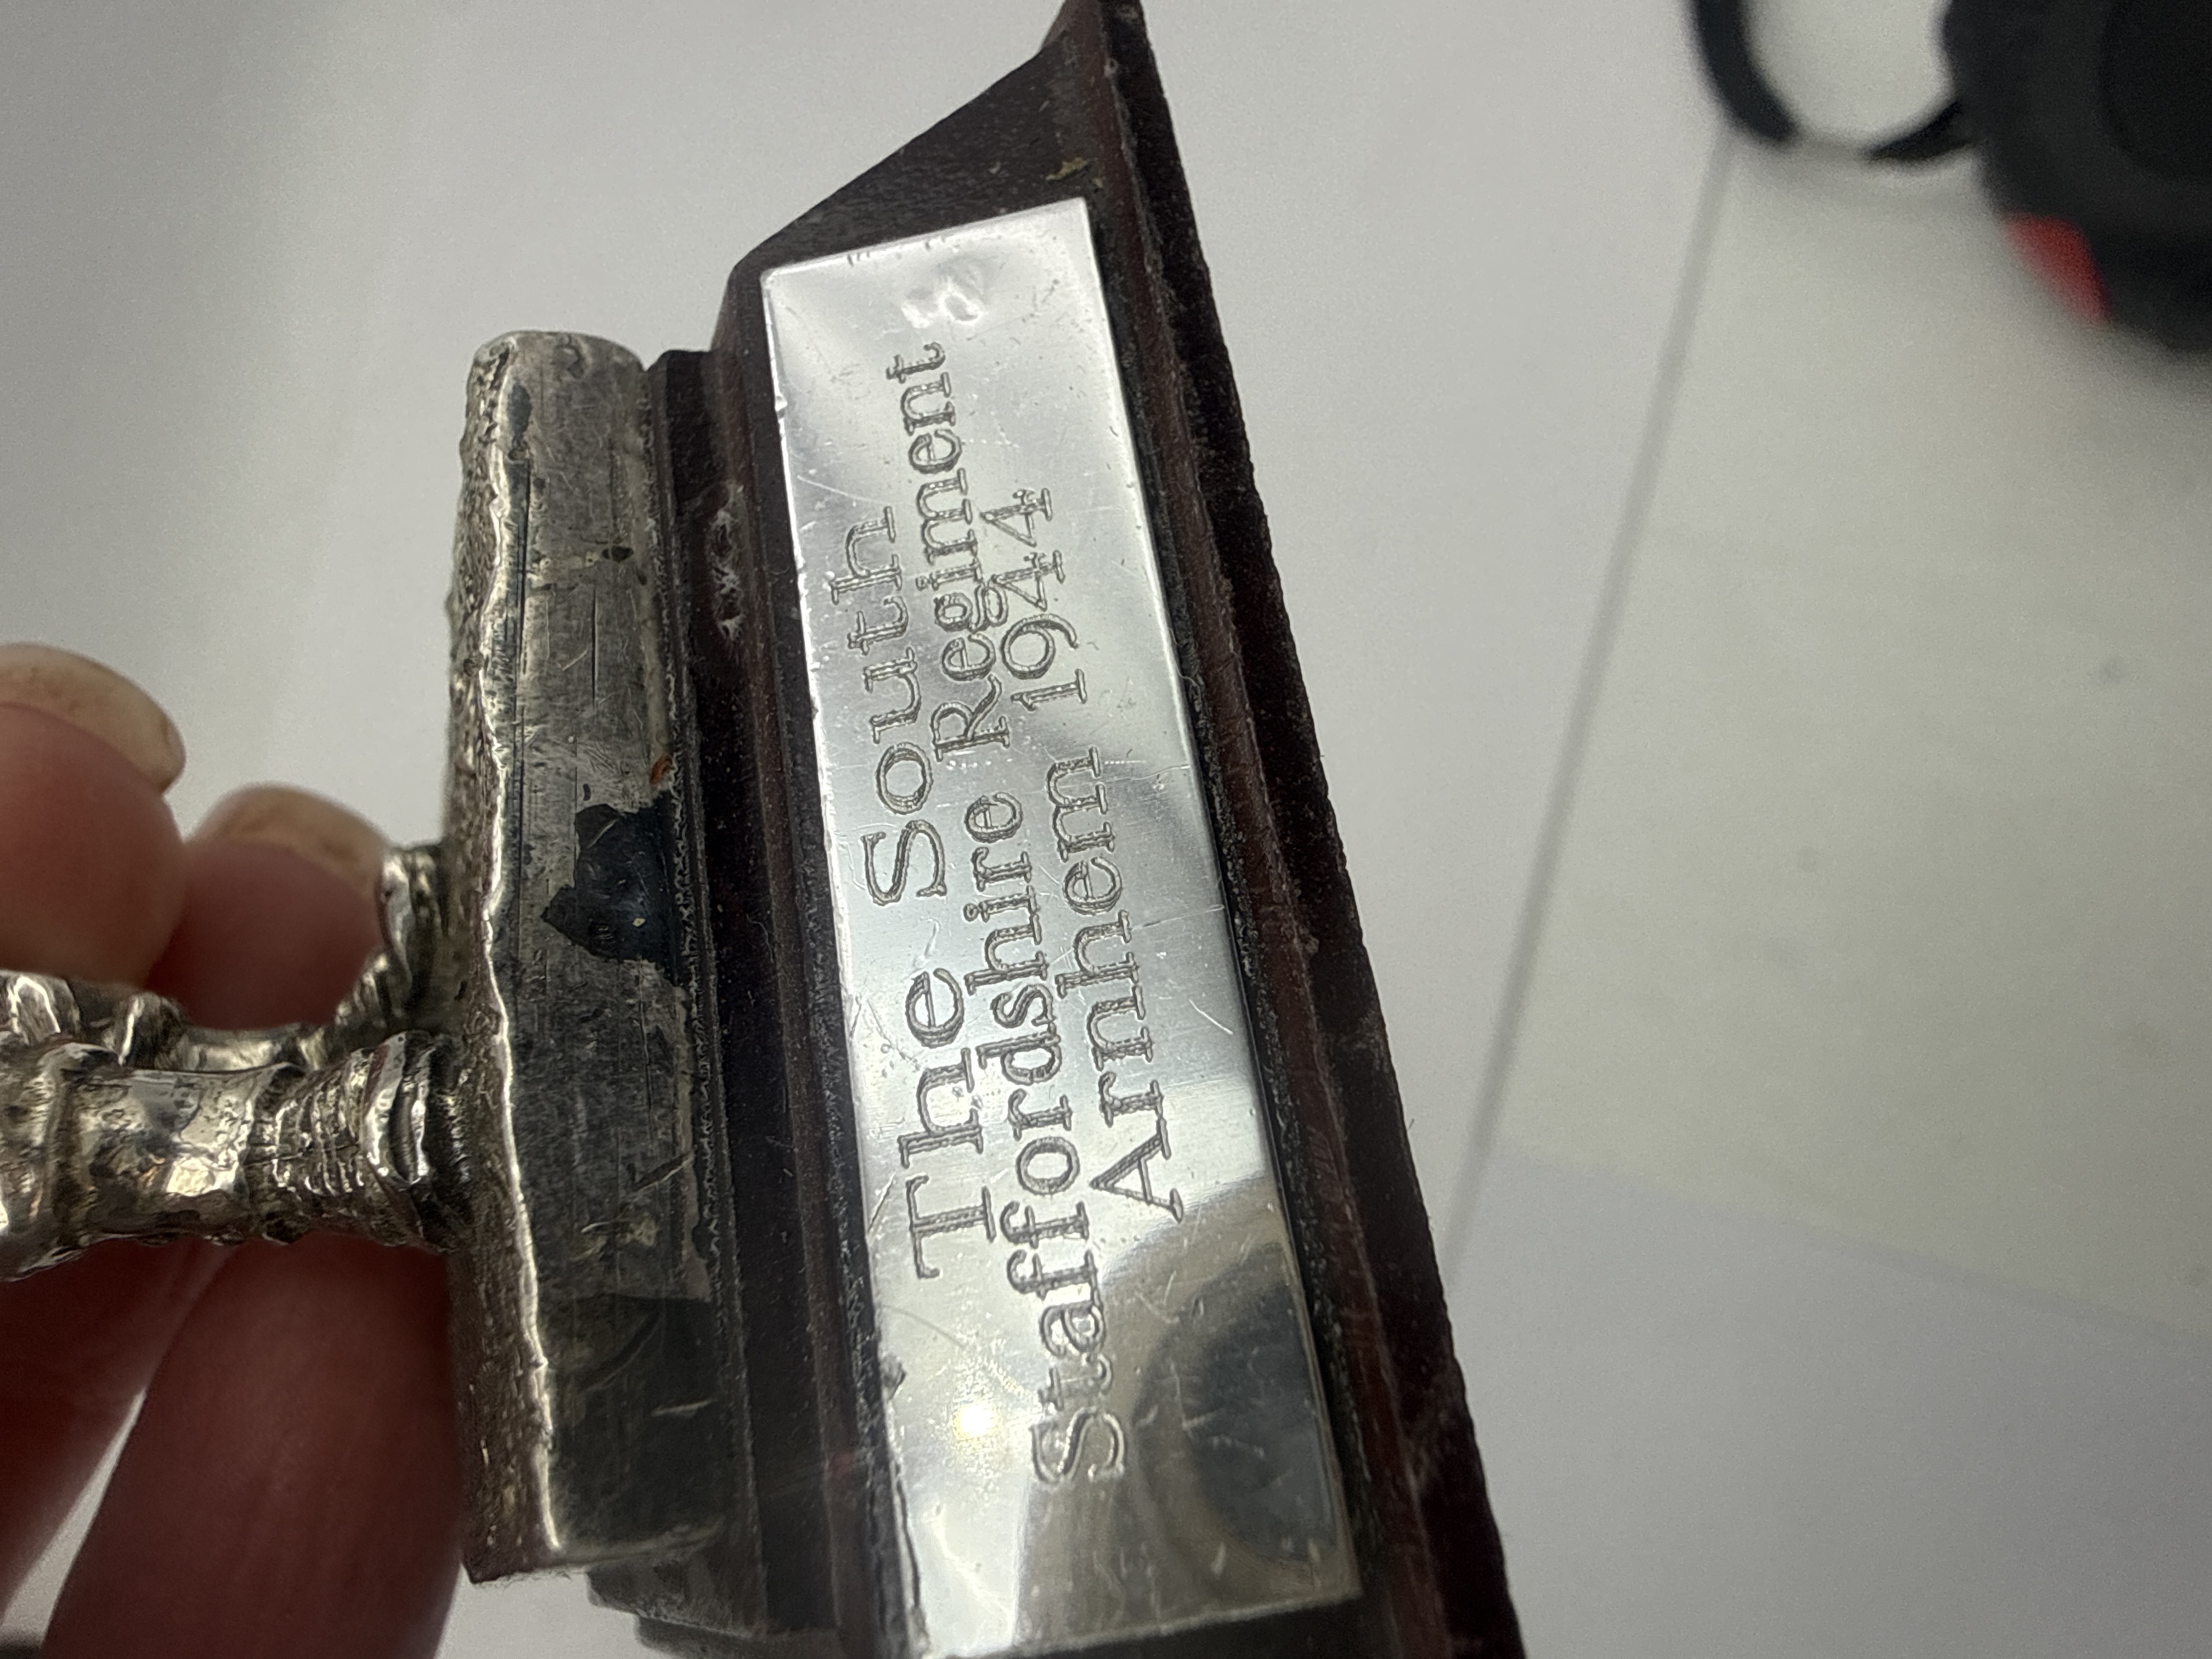 The South
Staffordshire Regiment
Arnhem 1944